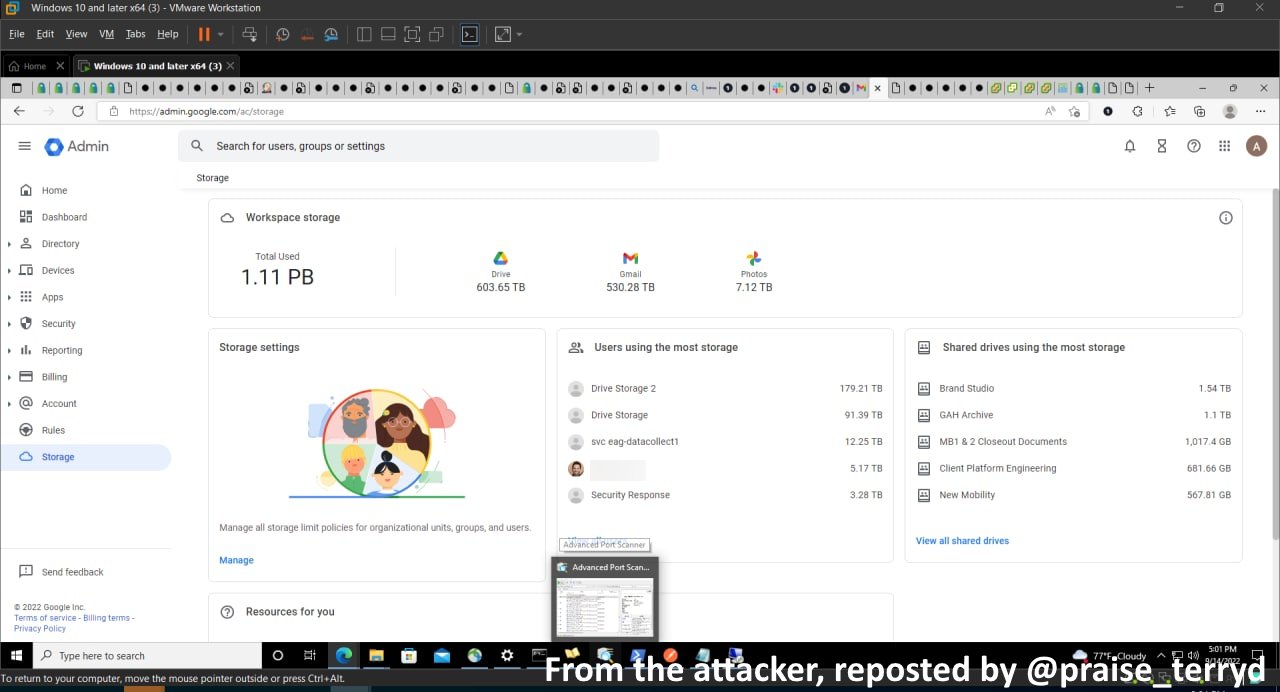 Windows 10 and later x64 (3) - VMware Workstation
File Edit View VM Tabs Help
Home
Windows 10 and later x64 (3)
https://admin.google.com/ac/storage
Admin
Search for users, groups or settings
A
Storage
Home
Dashboard
Directory
Devices
Apps
Security
Reporting
Billing
Account
Rules
Storage
Send feedback
© 2022 Google Inc.
Terms of service - Billing terms -
Privacy Policy
Workspace storage
Total Used
1.11 PB
Drive
603.65 TB
Gmail
530.28 TB
Photos
7.12 TB
Storage settings
Manage all storage limit policies for organizational units, groups, and users.
Manage
Users using the most storage
Drive Storage 2 179.21 TB
Drive Storage 91.39 TB
svc eag-datacollect1 12.25 TB
5.17 TB
Security Response 3.28 TB
Shared drives using the most storage
Brand Studio 1.54 TB
GAH Archive 1.1 TB
MB1 & 2 Closeout Documents 1,017.4 GB
Client Platform Engineering 681.66 GB
New Mobility 567.81 GB
View all shared drives
Advanced Port Scanner
Advanced Port Scan...
Resources for you
Type here to search
77°F Cloudy
5:01 PM
9/14/2022
To return to your computer, move the mouse pointer outside or press Ctrl+Alt.
From the attacker, reposted by @praise_terryd